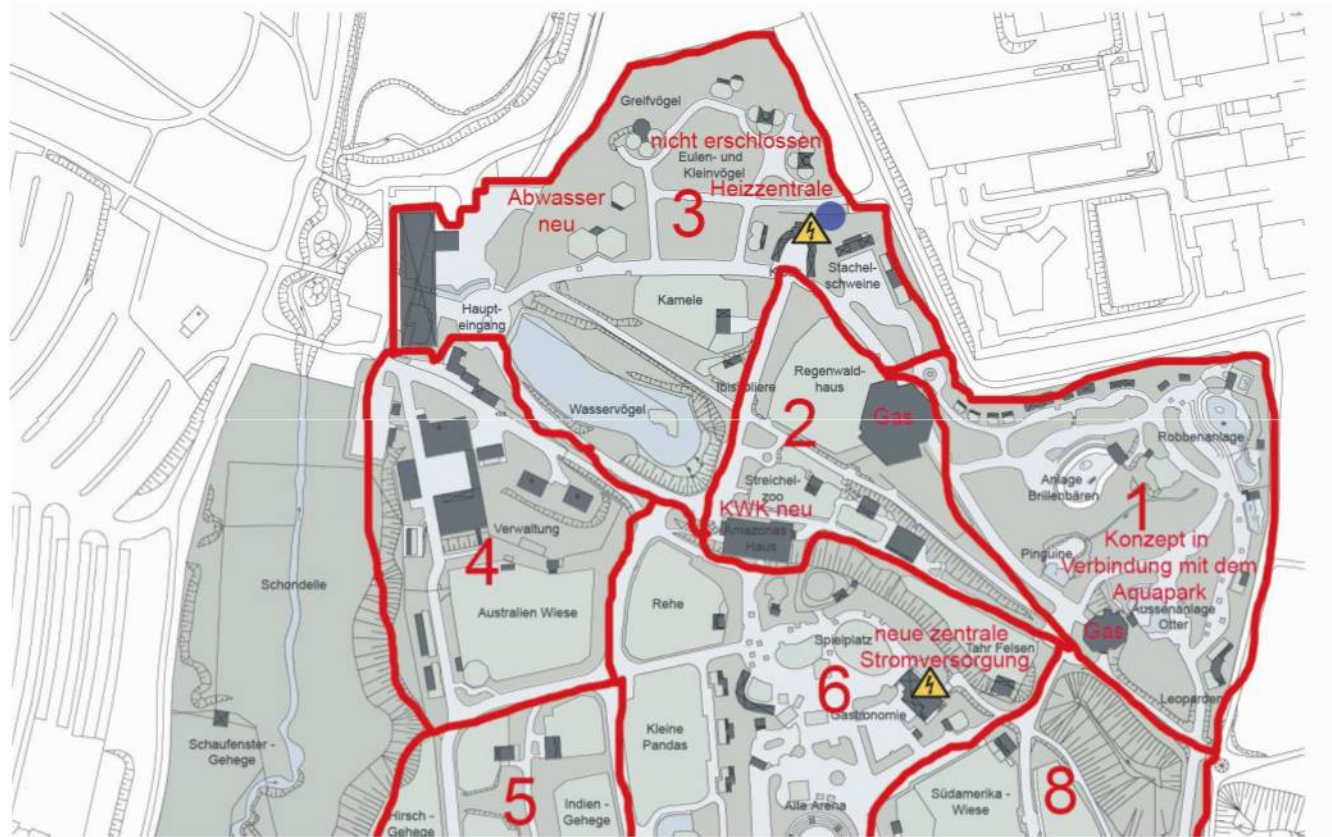 Greifvögel
nicht erschlossen
Eulen- und
Kleinvögel
Abwasser
neu
Heizzentrale
3
Stachel-
schweine
Kamele
Haupt-
eingang
Regenwald-
haus
Wasservögel
2
Gas
Robbenanlage
Anlage
Brillenbären
1
Streichel-
zoo
KWK neu
Amazonas
Haus
Konzept in
Verbindung mit dem
Aquapark
Pinguine
Verwaltung
4
Schondelle
Australien Wiese
Rehe
Aussenanlage
Otter
Gas
Spielplatz
neue zentrale
Stromversorgung
Tahr Felsen
6
Gastronomie
Leoparden
Kleine
Pandas
Schaufenster -
Gehege
5
Hirsch -
Gehege
Indien -
Gehege
Alte Arena
Südamerika -
Wiese
8